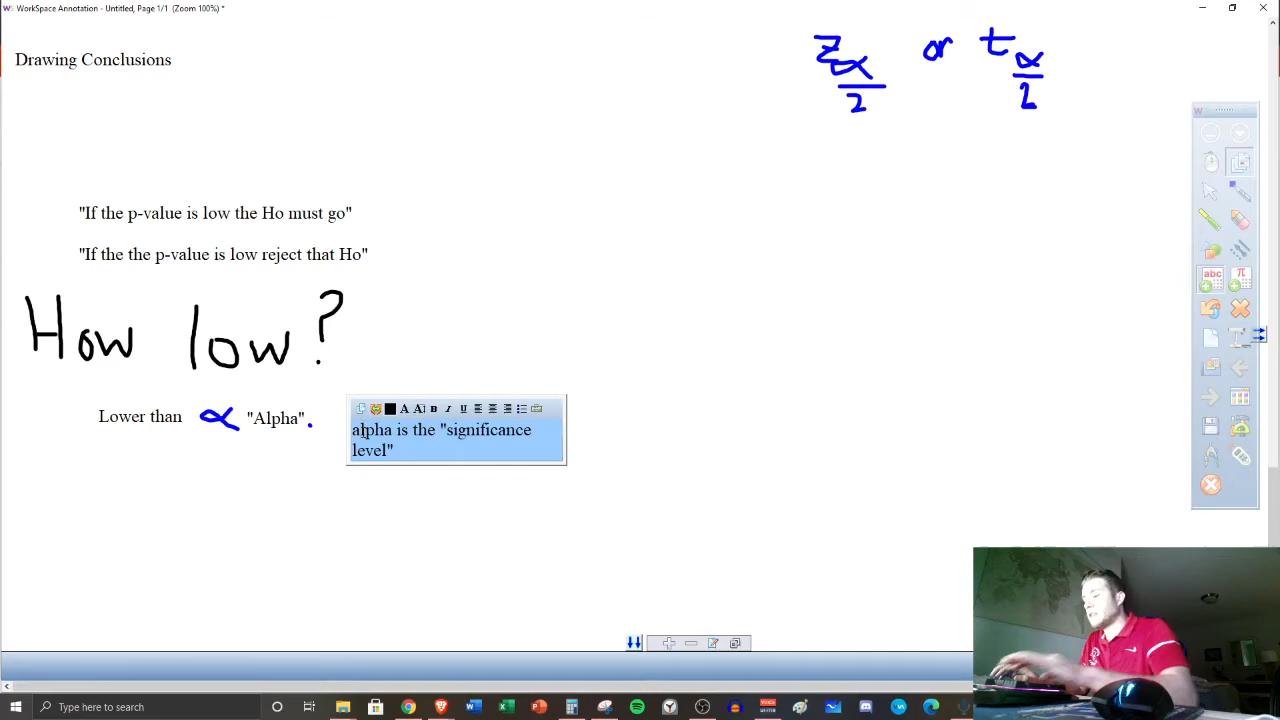 WorkSpace Annotation - Untitled, Page 1/1 (Zoom 100%) *
Drawing Conclusions
z α/2 or t α/2
"If the p-value is low the Ho must go"
"If the the p-value is low reject that Ho"
How low?
Lower than α "Alpha".
alpha is the "significance
level"
abc
π
Type here to search